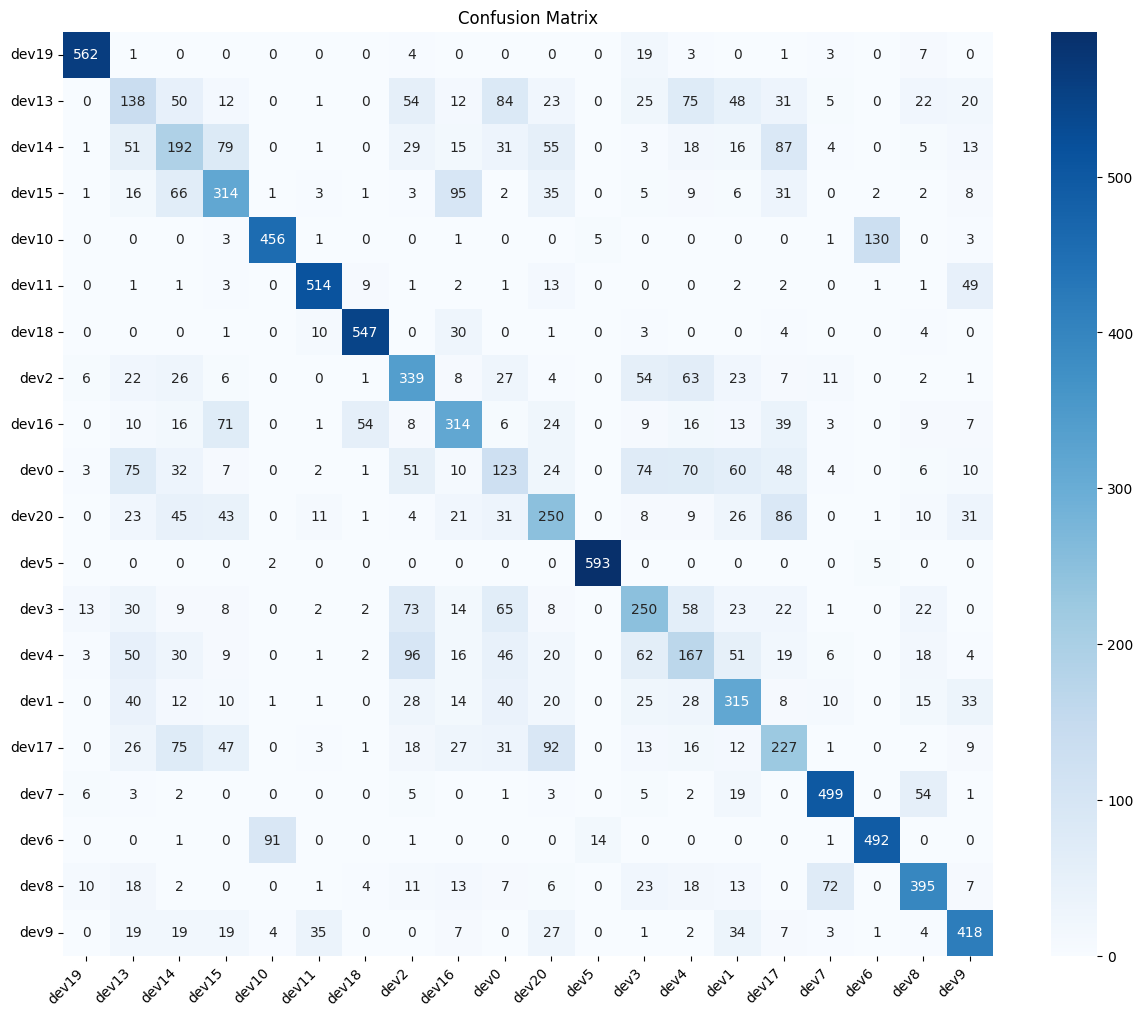 Confusion Matrix
dev19 562 1 0 0 0 0 0 4 0 0 0 0 19 3 0 1 3 0 7 0
dev13 0 138 50 12 0 1 0 54 12 84 23 0 25 75 48 31 5 0 22 20
dev14 1 51 192 79 0 1 0 29 15 31 55 0 3 18 16 87 4 0 5 13
dev15 1 16 66 314 1 3 1 3 95 2 35 0 5 9 6 31 0 2 2 8
dev10 0 0 0 3 456 1 0 0 1 0 0 5 0 0 0 0 1 130 0 3
dev11 0 1 1 3 0 514 9 1 2 1 13 0 0 0 2 2 0 1 1 49
dev18 0 0 0 1 0 10 547 0 30 0 1 0 3 0 0 4 0 0 4 0
dev2 6 22 26 6 0 0 1 339 8 27 4 0 54 63 23 7 11 0 2 1
dev16 0 10 16 71 0 1 54 8 314 6 24 0 9 16 13 39 3 0 9 7
dev0 3 75 32 7 0 2 1 51 10 123 24 0 74 70 60 48 4 0 6 10
dev20 0 23 45 43 0 11 1 4 21 31 250 0 8 9 26 86 0 1 10 31
dev5 0 0 0 0 2 0 0 0 0 0 0 593 0 0 0 0 0 5 0 0
dev3 13 30 9 8 0 2 2 73 14 65 8 0 250 58 23 22 1 0 22 0
dev4 3 50 30 9 0 1 2 96 16 46 20 0 62 167 51 19 6 0 18 4
dev1 0 40 12 10 1 1 0 28 14 40 20 0 25 28 315 8 10 0 15 33
dev17 0 26 75 47 0 3 1 18 27 31 92 0 13 16 12 227 1 0 2 9
dev7 6 3 2 0 0 0 0 5 0 1 3 0 5 2 19 0 499 0 54 1
dev6 0 0 1 0 91 0 0 1 0 0 0 14 0 0 0 0 1 492 0 0
dev8 10 18 2 0 0 1 4 11 13 7 6 0 23 18 13 0 72 0 395 7
dev9 0 19 19 19 4 35 0 0 7 0 27 0 1 2 34 7 3 1 4 418
dev19 dev13 dev14 dev15 dev10 dev11 dev18 dev2 dev16 dev0 dev20 dev5 dev3 dev4 dev1 dev17 dev7 dev6 dev8 dev9
500
400
300
200
100
0